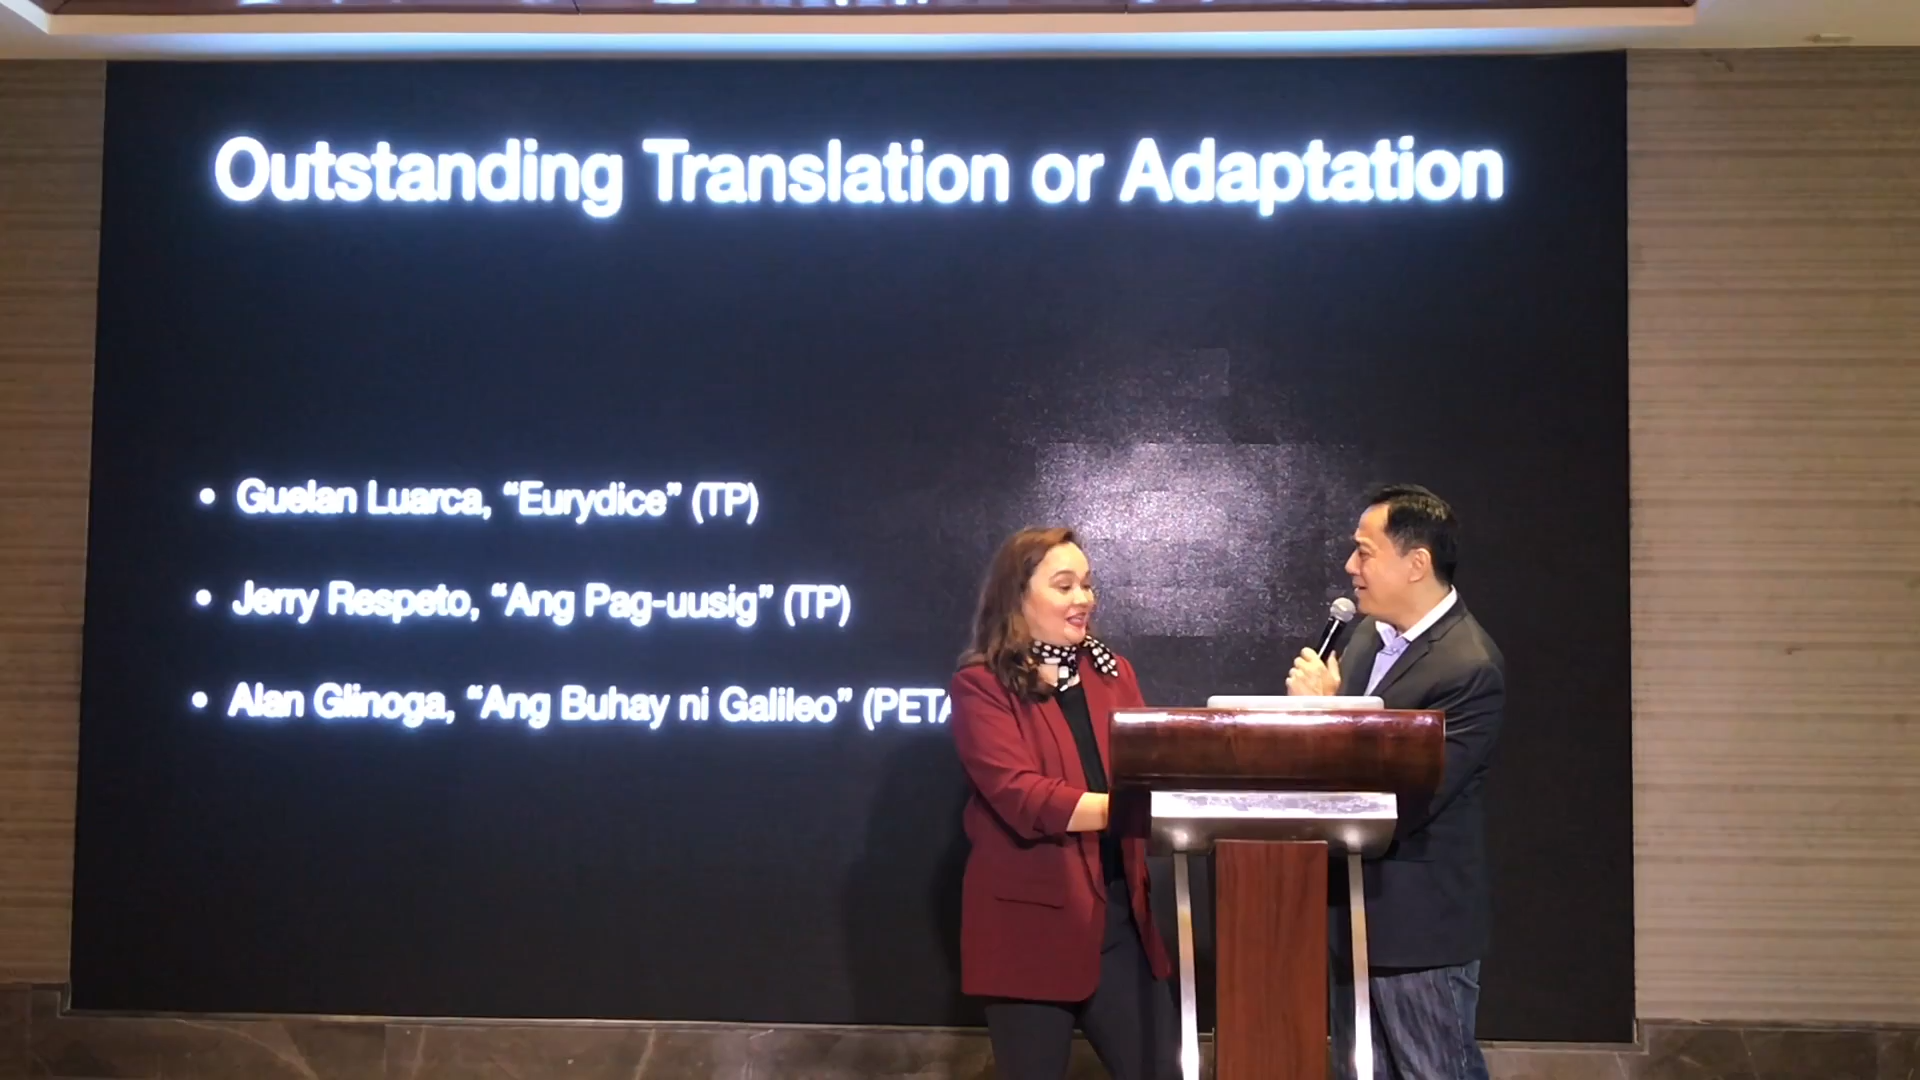 Outstanding Translation or Adaptation
• Guelan Luarca, “Eurydice” (TP)
• Jerry Respeto, “Ang Pag-uusig” (TP)
• Alan Glinoga, “Ang Buhay ni Galileo” (PETA